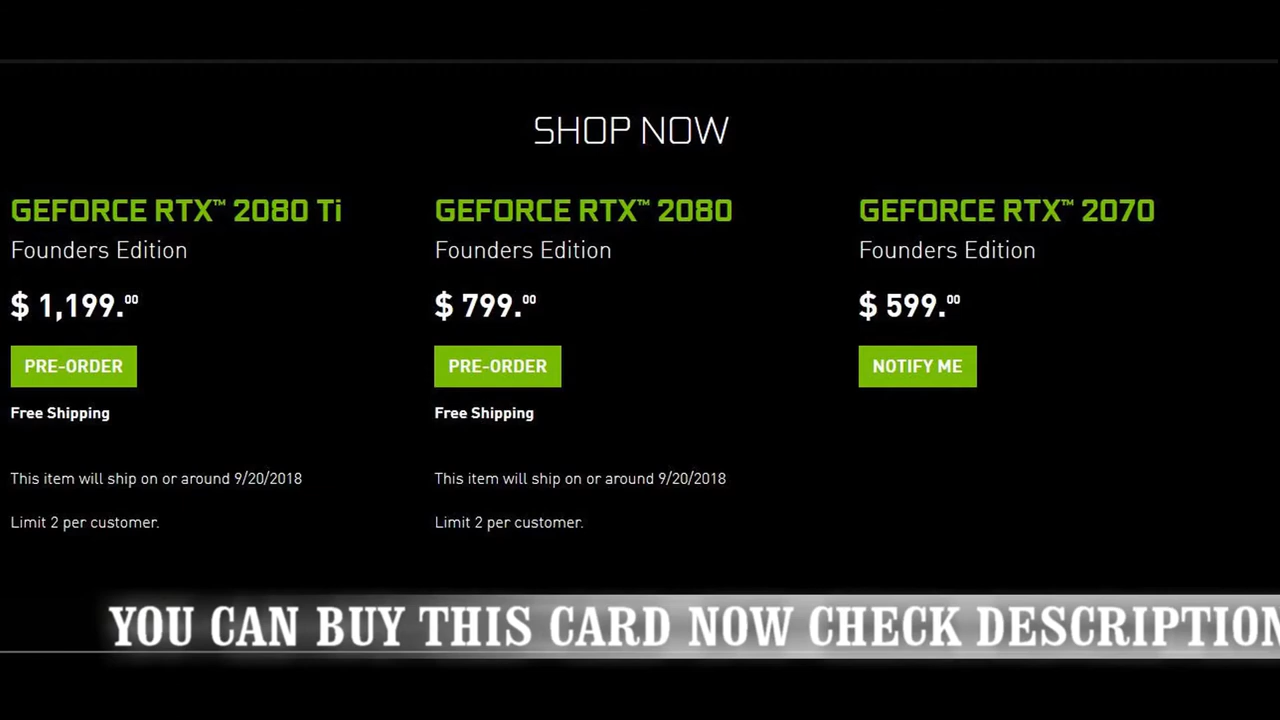 SHOP NOW
GEFORCE RTX™ 2080 Ti
Founders Edition
$ 1,199.00
PRE-ORDER
Free Shipping
This item will ship on or around 9/20/2018
Limit 2 per customer.
GEFORCE RTX™ 2080
Founders Edition
$ 799.00
PRE-ORDER
Free Shipping
This item will ship on or around 9/20/2018
Limit 2 per customer.
GEFORCE RTX™ 2070
Founders Edition
$ 599.00
NOTIFY ME
YOU CAN BUY THIS CARD NOW CHECK DESCRIPTION